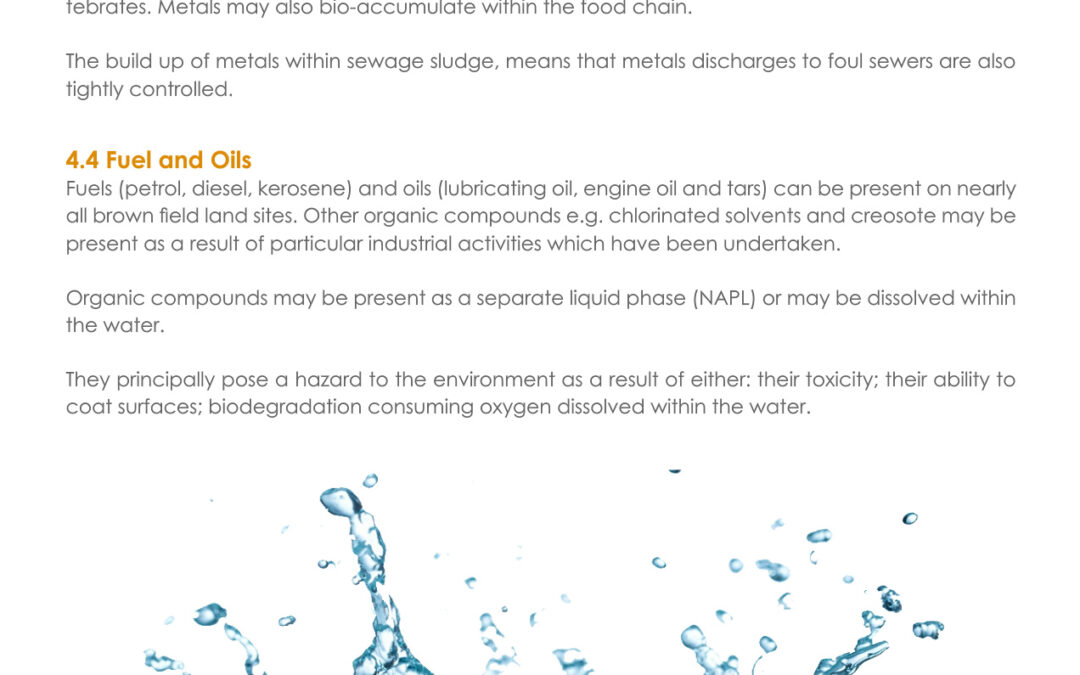 tebrates. Metals may also bio-accumulate within the food chain.
The build up of metals within sewage sludge, means that metals discharges to foul sewers are also
tightly controlled.
4.4 Fuel and Oils
Fuels (petrol, diesel, kerosene) and oils (lubricating oil, engine oil and tars) can be present on nearly
all brown field land sites. Other organic compounds e.g. chlorinated solvents and creosote may be
present as a result of particular industrial activities which have been undertaken.
Organic compounds may be present as a separate liquid phase (NAPL) or may be dissolved within
the water.
They principally pose a hazard to the environment as a result of either: their toxicity; their ability to
coat surfaces; biodegradation consuming oxygen dissolved within the water.